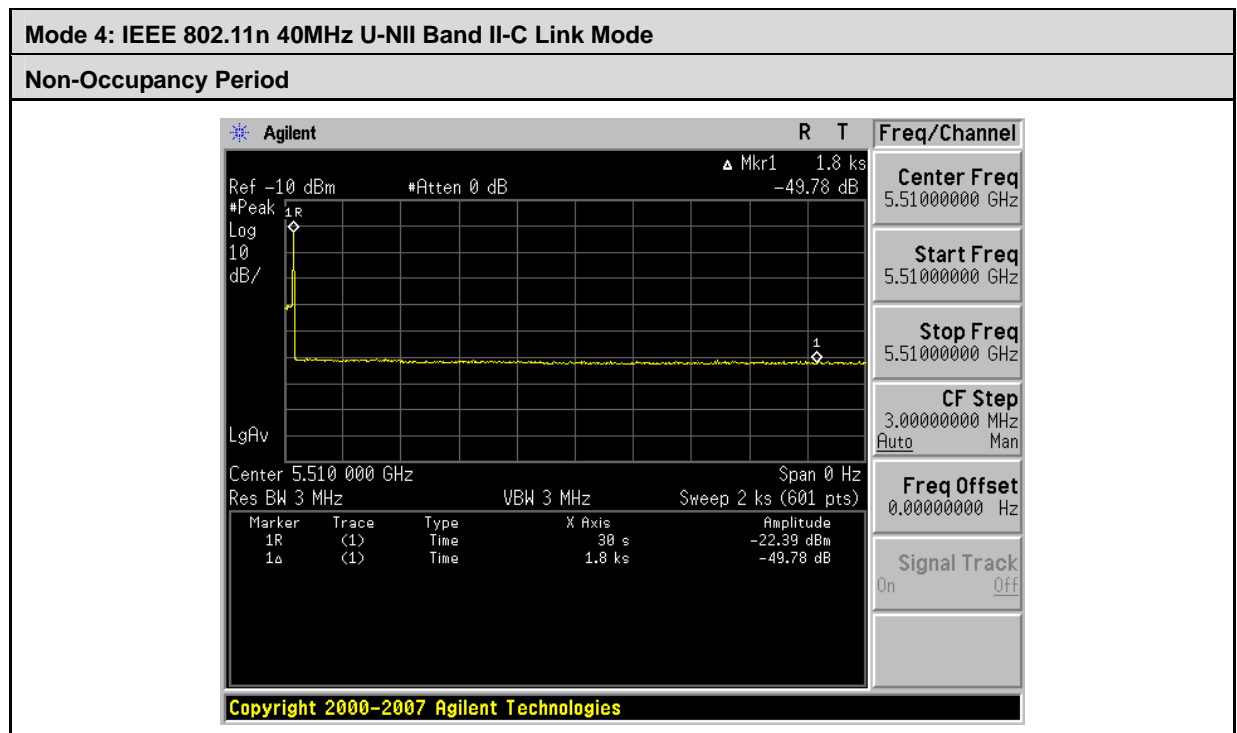 Mode 4: IEEE 802.11n 40MHz U-NII Band II-C Link Mode
Non-Occupancy Period
Agilent R T
Δ Mkr1 1.8 ks
Ref -10 dBm #Atten 0 dB -49.78 dB
#Peak
1R
Log
10
dB/
1
LgAv
Center 5.510 000 GHz Span 0 Hz
Res BW 3 MHz VBW 3 MHz Sweep 2 ks (601 pts)
Marker Trace Type X Axis Amplitude
1R (1) Time 30 s -22.39 dBm
1Δ (1) Time 1.8 ks -49.78 dB
Copyright 2000-2007 Agilent Technologies
Freq/Channel
Center Freq
5.51000000 GHz
Start Freq
5.51000000 GHz
Stop Freq
5.51000000 GHz
CF Step
3.00000000 MHz
Auto Man
Freq Offset
0.00000000 Hz
Signal Track
On Off